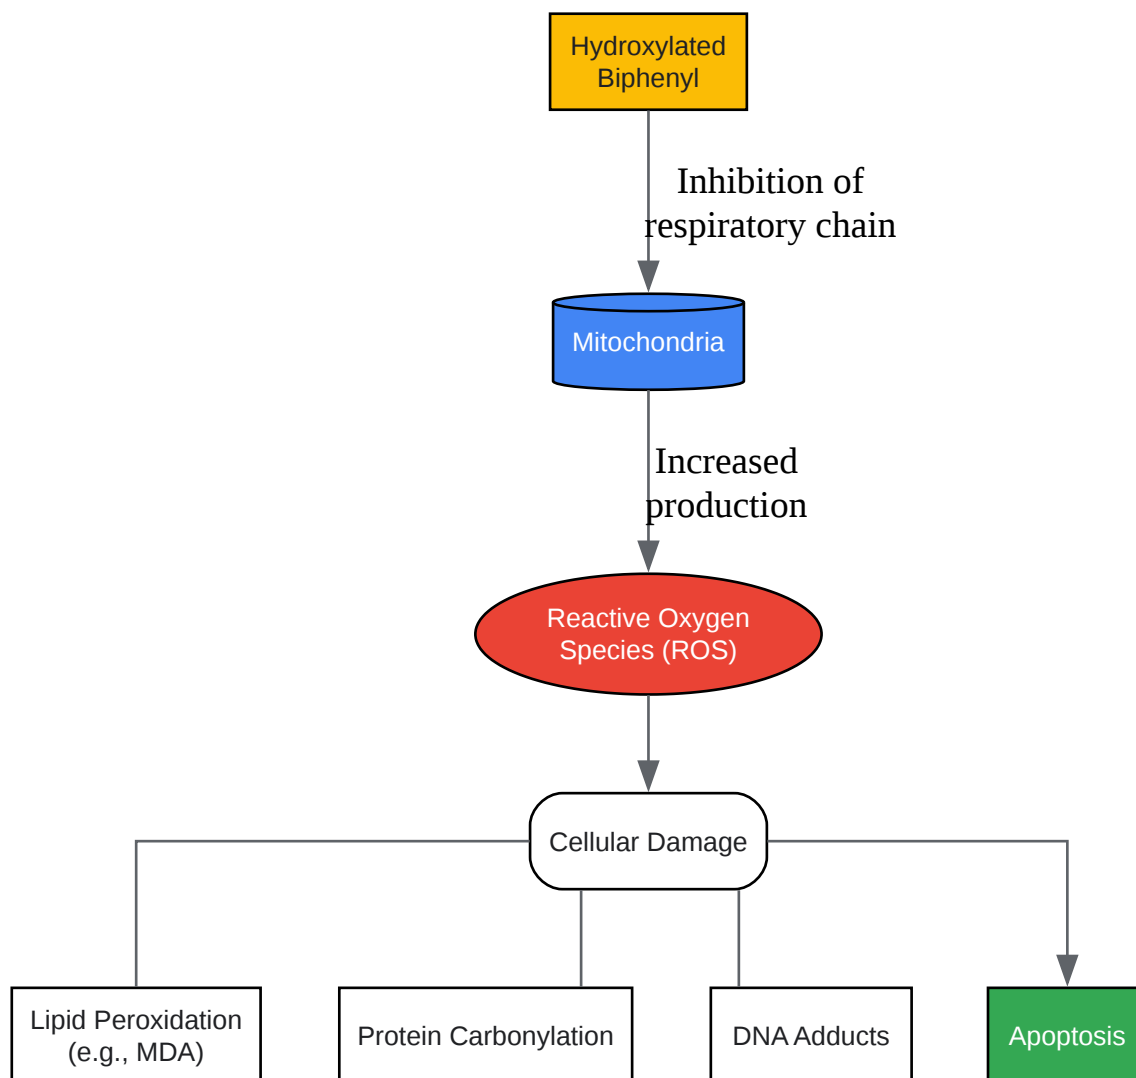 Hydroxylated
Biphenyl
Inhibition of
respiratory chain
Mitochondria
Increased
production
Reactive Oxygen
Species (ROS)
Cellular Damage
Lipid Peroxidation
(e.g., MDA)
Protein Carbonylation
DNA Adducts
Apoptosis